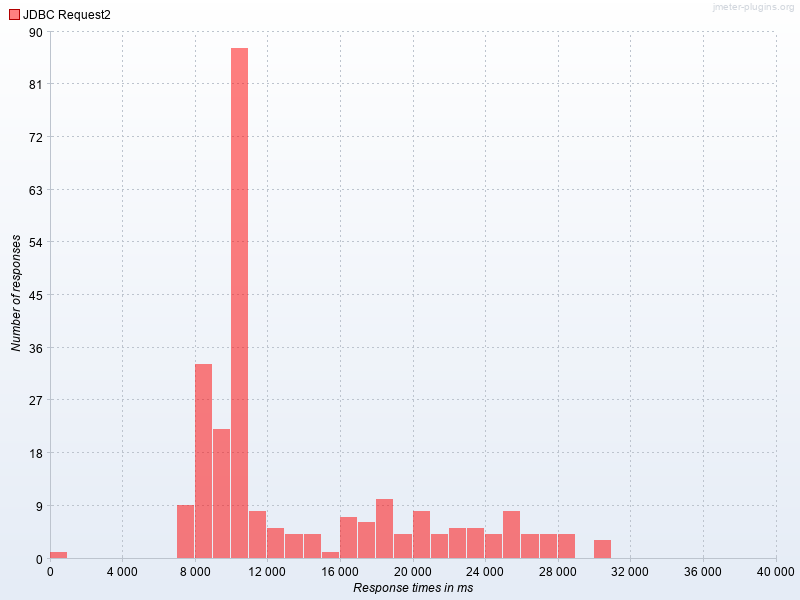 jmeter-plugins.org
JDBC Request2
90
81
72
63
54
45
36
27
18
9
0
Number of responses
0 4 000 8 000 12 000 16 000 20 000 24 000 28 000 32 000 36 000 40 000
Response times in ms